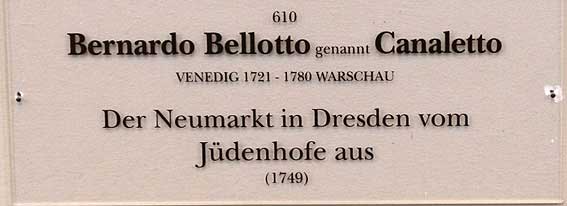 610
Bernardo Bellotto genannt Canaletto
VENEDIG 1721 - 1780 WARSCHAU
Der Neumarkt in Dresden vom
Jüdenhofe aus
(1749)